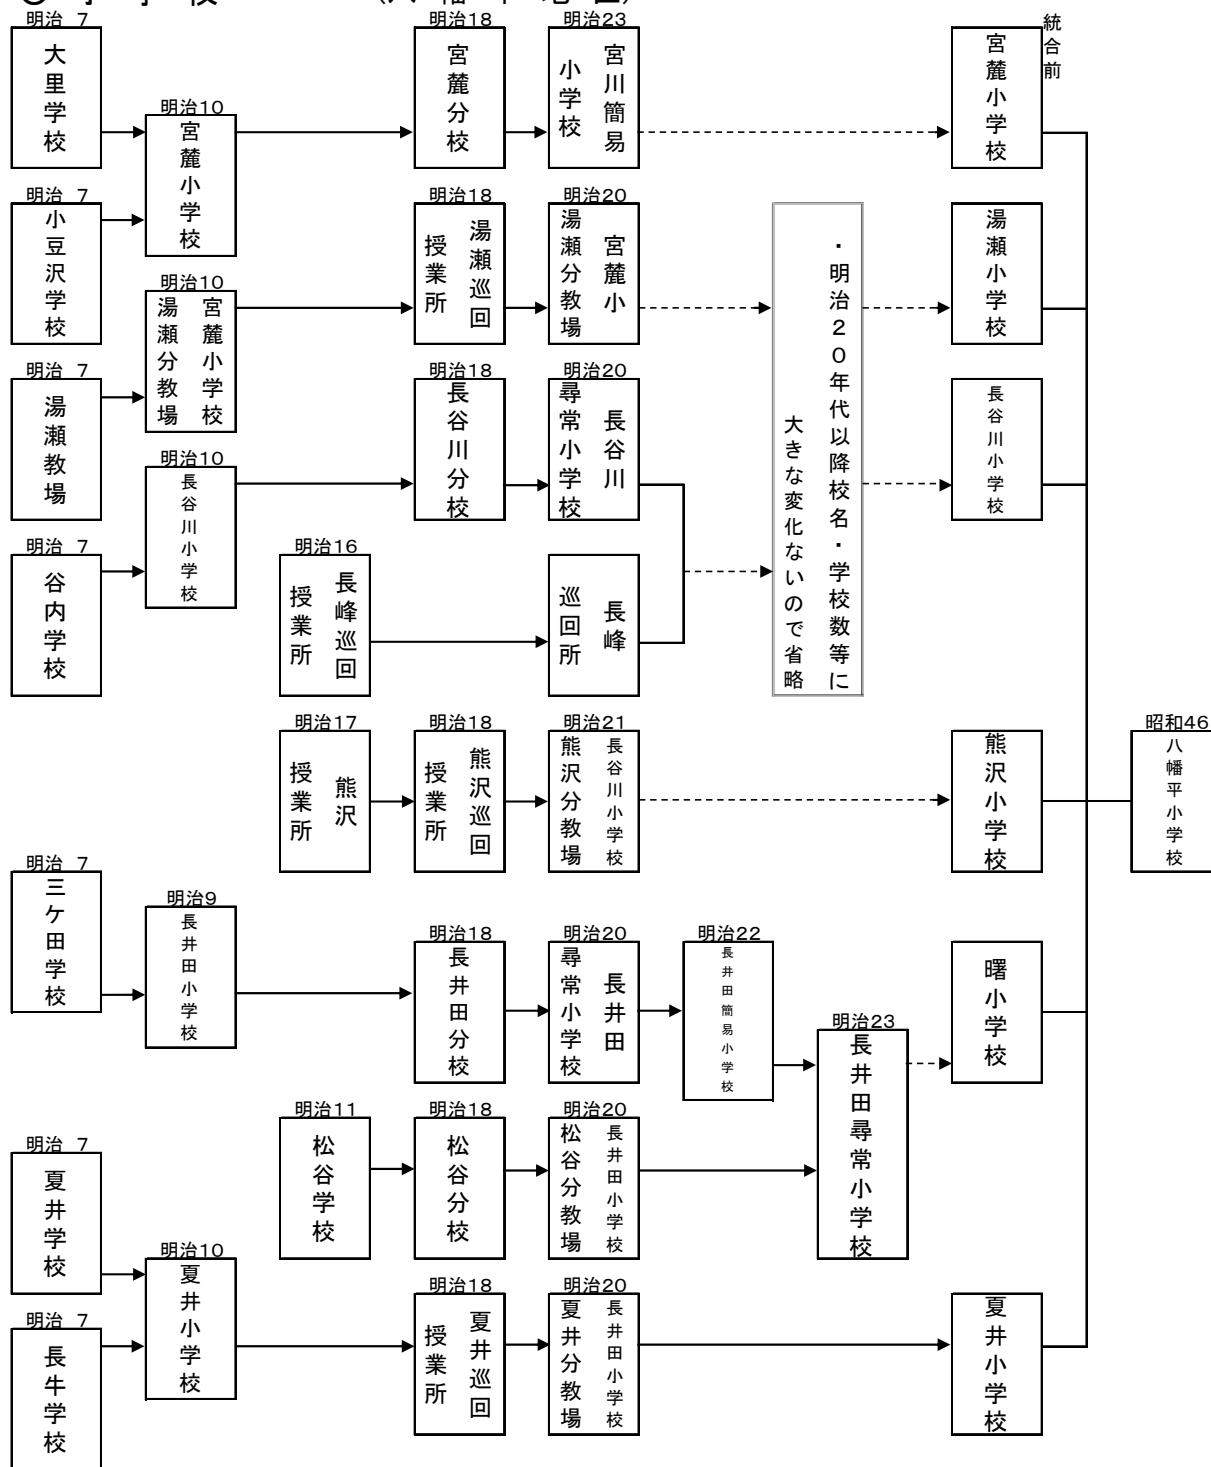 ○小学校 (八幡平地区)
明治 7
大里学校
明治 7
小豆沢学校
明治 7
湯瀬教場
明治 7
谷内学校
明治10
宮麓小学校
明治10
宮麓小学校
湯瀬分教場
明治10
長谷川小学校
明治16
長峰巡回
授業所
明治18
宮麓分校
明治18
湯瀬巡回
授業所
明治18
長谷川分校
明治23
宮川簡易
小学校
明治20
宮麓小
湯瀬分教場
明治20
長谷川
尋常小学校
長峰
巡回所
・明治20年代以降校名・学校数等に
大きな変化ないので省略
統合前
宮麓小学校
湯瀬小学校
長谷川小学校
明治17
熊沢
授業所
明治18
熊沢巡回
授業所
明治21
長谷川小学校
熊沢分教場
熊沢小学校
昭和46
八幡平小学校
明治 7
三ケ田学校
明治9
長井田小学校
明治18
長井田分校
明治20
長井田
尋常小学校
明治22
長井田簡易小学校
明治23
長井田尋常小学校
曙小学校
明治11
松谷学校
明治18
松谷分校
明治20
長井田小学校
松谷分教場
明治 7
夏井学校
明治 7
長牛学校
明治10
夏井小学校
明治18
夏井巡回
授業所
明治20
長井田小学校
夏井分教場
夏井小学校